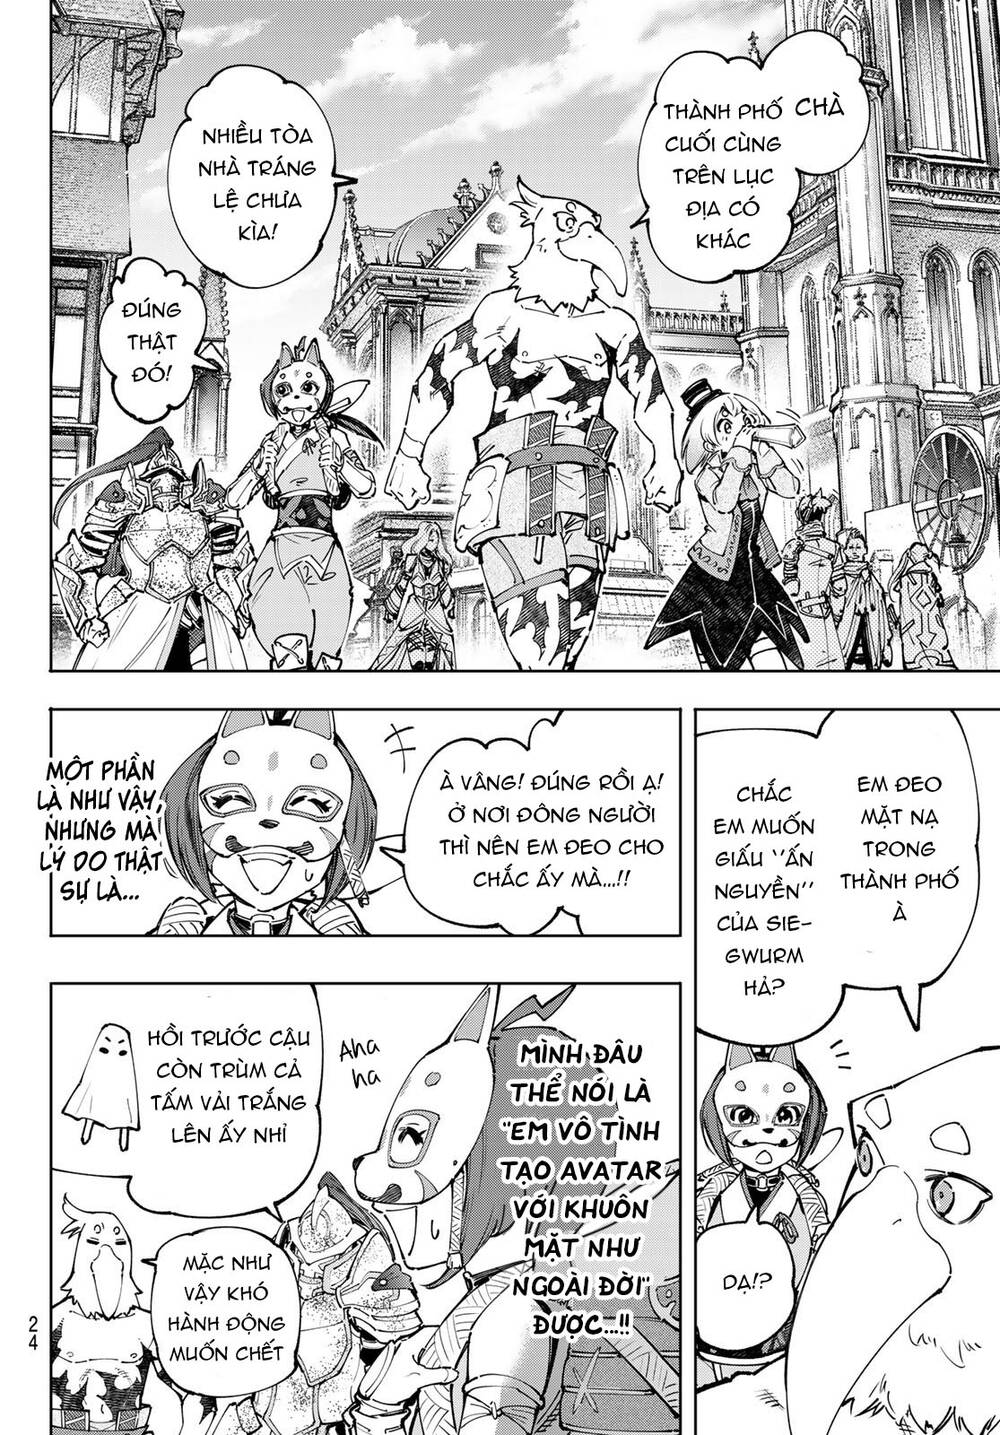 THÀNH PHỐ CHÀ
CUỐI CÙNG
TRÊN LỤC
ĐỊA CÓ
KHÁC
NHIỀU TÒA
NHÀ TRÁNG
LỆ CHƯA
KÌA!
ĐÚNG
THẬT
ĐÓ!
EM ĐEO
MẶT NẠ
TRONG
THÀNH PHỐ
À
CHẮC
EM MUỐN
GIẤU "ẤN
NGUYỀN"
CỦA SIE-
GWURM
HẢ?
DẠ!?
À VÂNG! ĐÚNG RỒI Ạ!
Ở NƠI ĐÔNG NGƯỜI
THÌ NÊN EM ĐEO CHO
CHẮC ẤY MÀ...!!
MỘT PHẦN
LÀ NHƯ VẬY,
NHƯNG MÀ
LÝ DO THẬT
SỰ LÀ...
MÌNH ĐÂU
THỂ NÓI LÀ
"EM VÔ TÌNH
TẠO AVATAR
VỚI KHUÔN
MẶT NHƯ
NGOÀI ĐỜI"
ĐƯỢC...!!
Aha
ha
HỒI TRƯỚC CẬU
CÒN TRÙM CẢ
TẤM VẢI TRẮNG
LÊN ẤY NHỈ
MẶC NHƯ
VẬY KHÓ
HÀNH ĐỘNG
MUỐN CHẾT
24